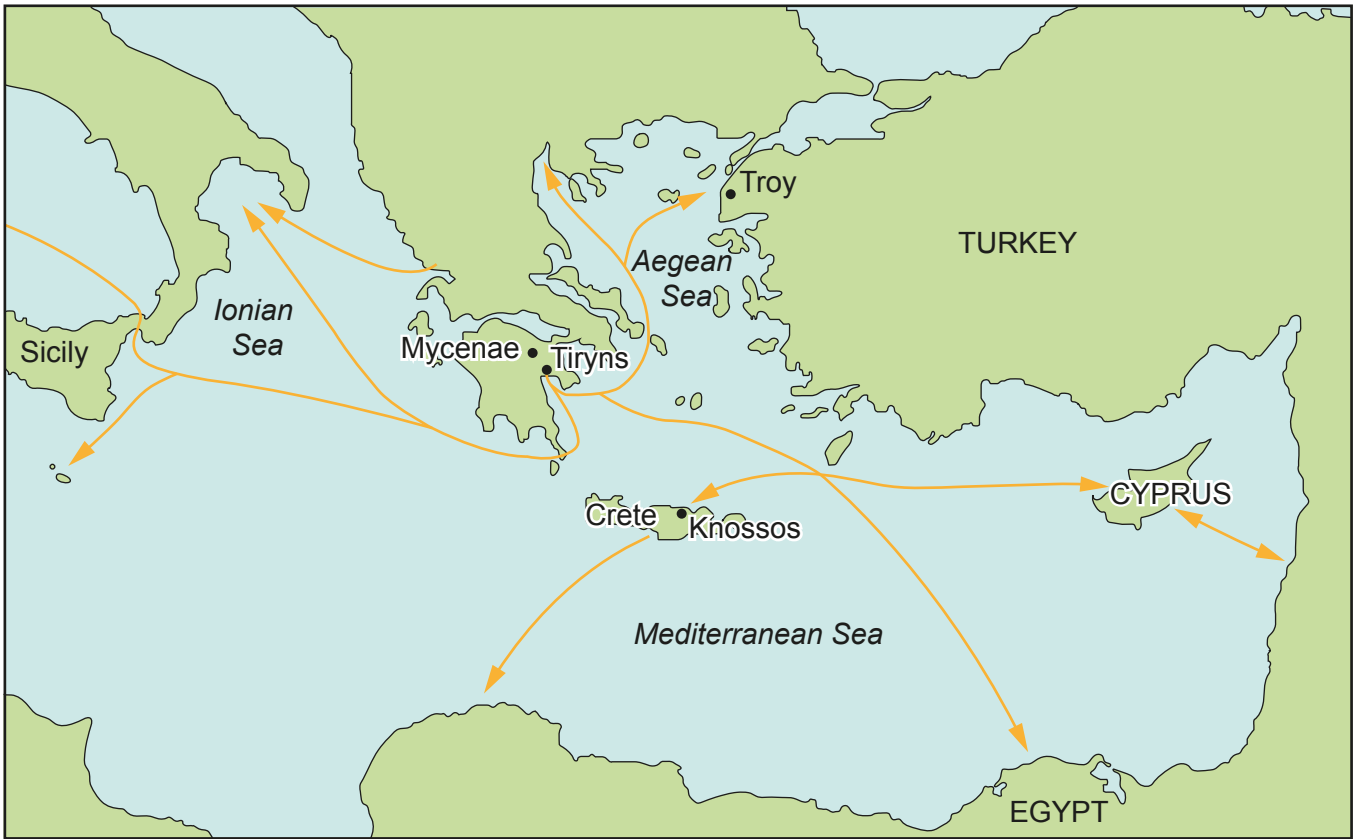 Troy
TURKEY
Aegean
Sea
Ionian
Sea
Sicily
Mycenae
Tiryns
CYPRUS
Crete
Knossos
Mediterranean Sea
EGYPT